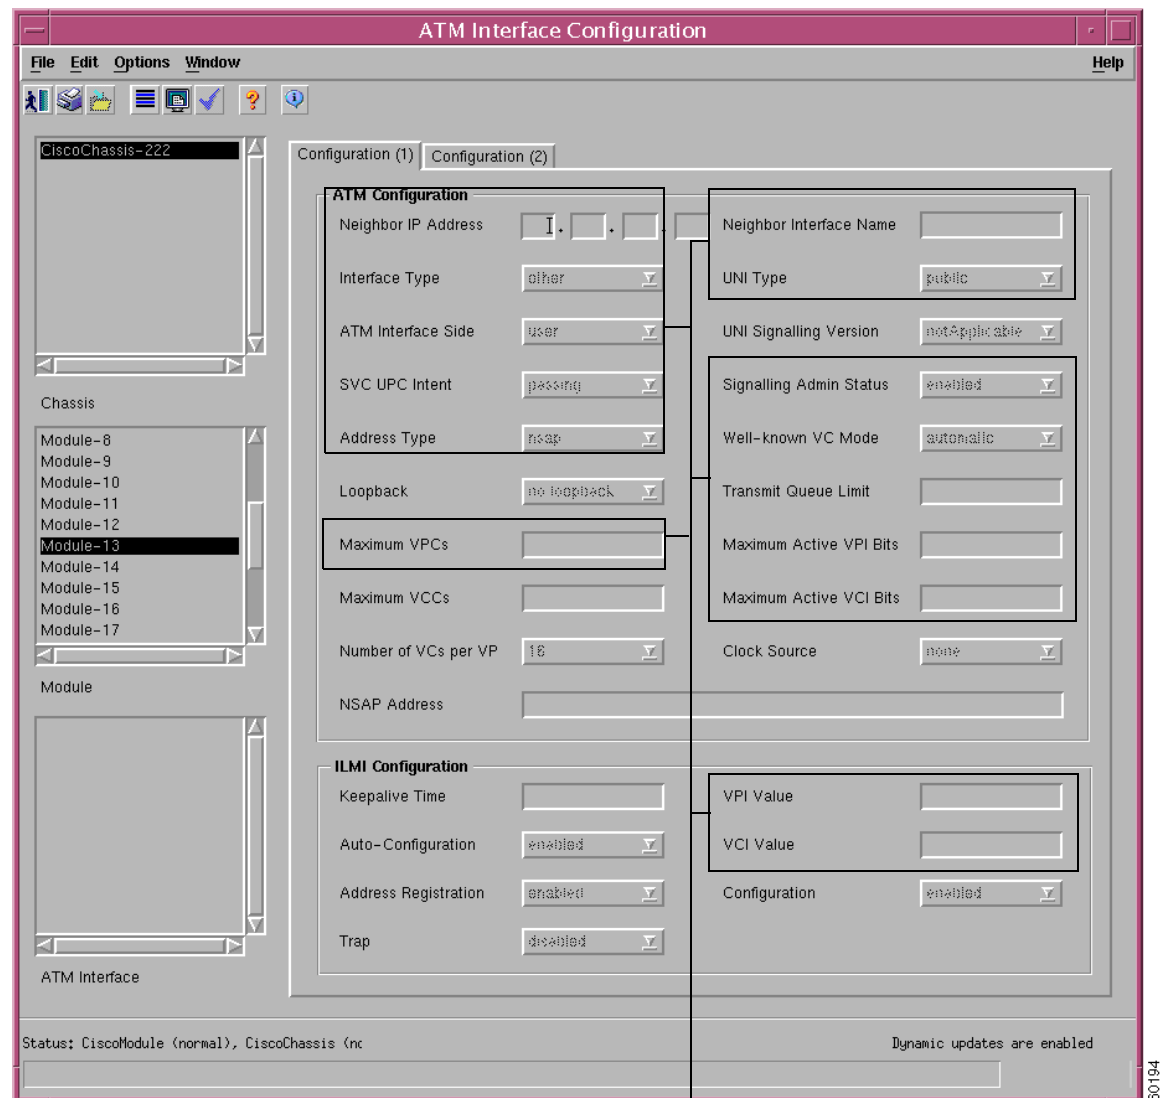 ATM Interface Configuration
File Edit Options Window Help
CiscoChassis-222
Chassis
Module-8
Module-9
Module-10
Module-11
Module-12
Module-13
Module-14
Module-15
Module-16
Module-17
Module
ATM Interface
Configuration (1) Configuration (2)
ATM Configuration
Neighbor IP Address . . . Neighbor Interface Name
Interface Type other UNI Type public
ATM Interface Side user UNI Signalling Version notApplicable
SVC UPC Intent passing Signalling Admin Status enabled
Address Type nsap Well-known VC Mode automatic
Loopback no loopback Transmit Queue Limit
Maximum VPCs Maximum Active VPI Bits
Maximum VCCs Maximum Active VCI Bits
Number of VCs per VP 16 Clock Source none
NSAP Address
ILMI Configuration
Keepalive Time VPI Value
Auto-Configuration enabled VCI Value
Address Registration enabled Configuration enabled
Trap disabled
Status: CiscoModule (normal), CiscoChassis (nc Dynamic updates are enabled
60194